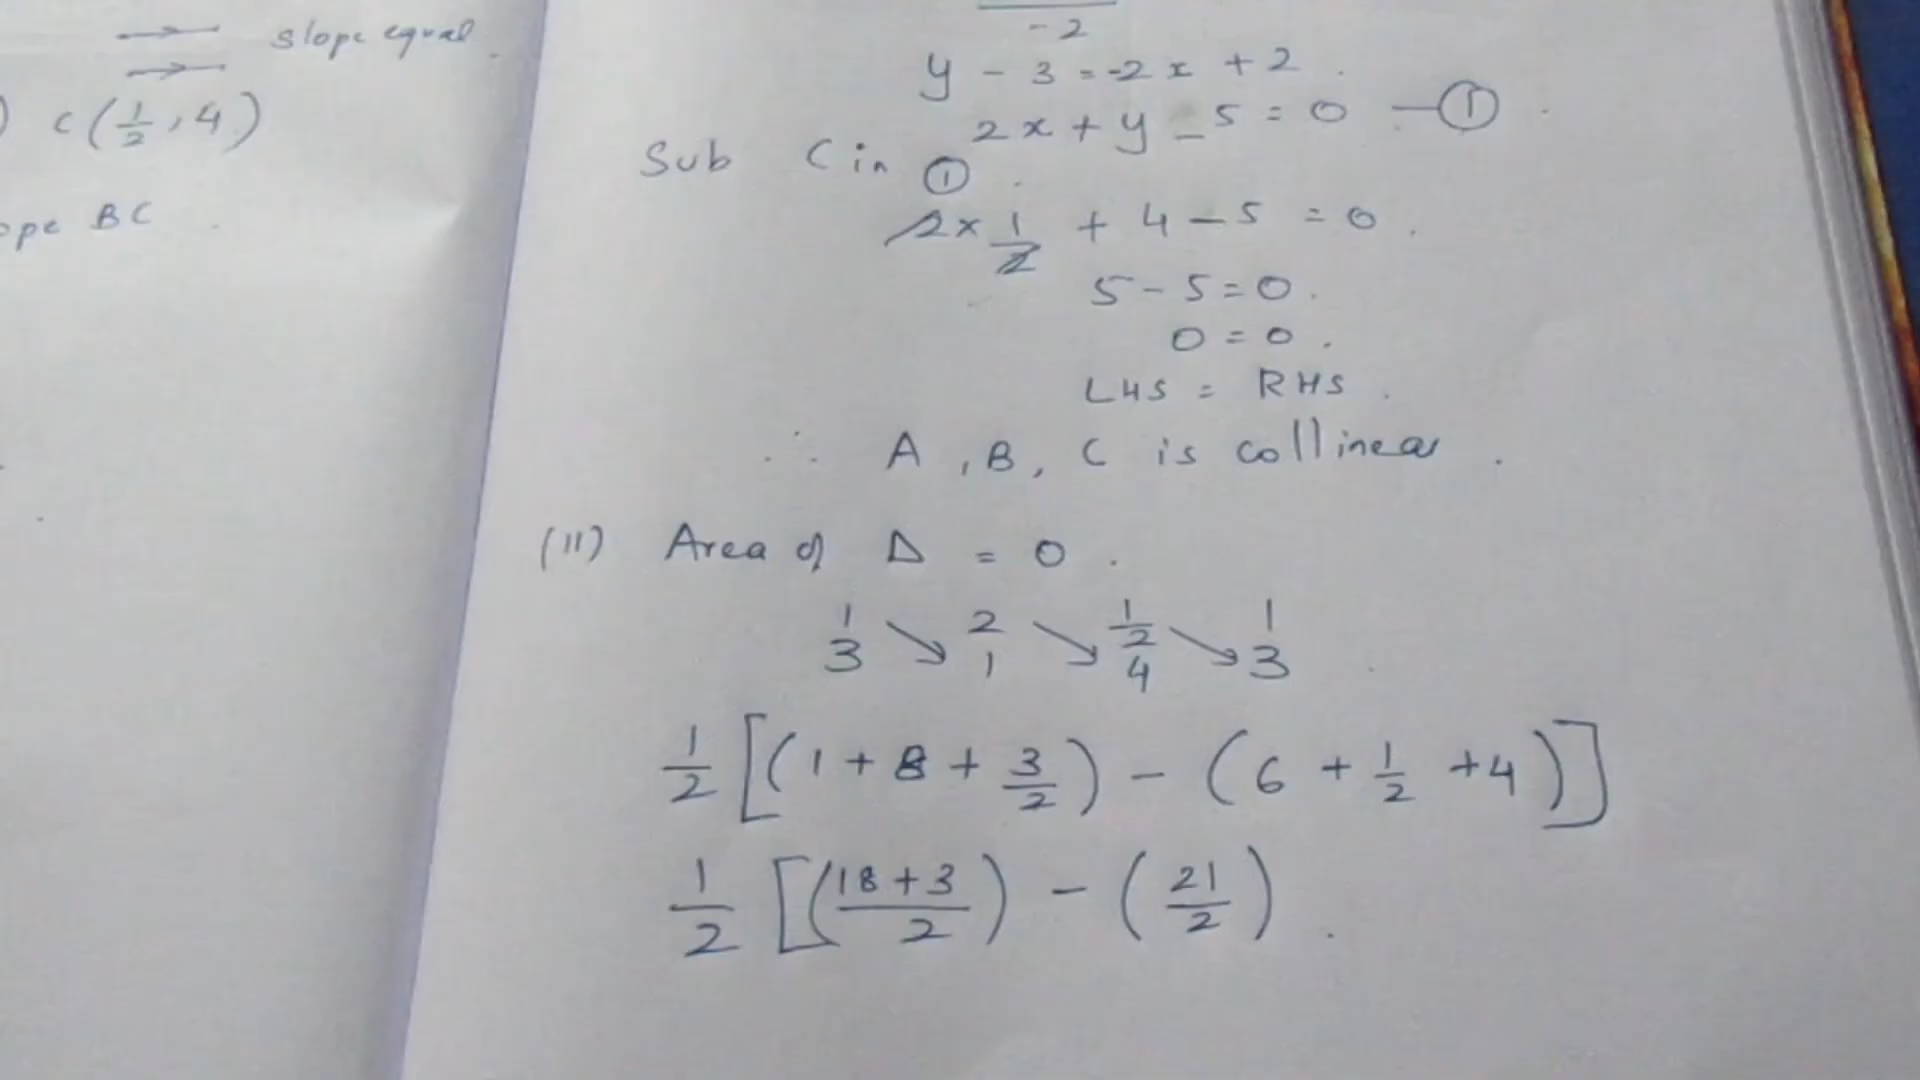 slope equal.
C(1/2, 4)
ope BC
-2
y - 3 = -2x + 2.
2x + y - 5 = 0 — ①.
Sub C in ①.
2 × 1/2 + 4 - 5 = 0.
5 - 5 = 0.
0 = 0.
LHS = RHS.
∴ A, B, C is collinear.
(II) Area of Δ = 0.
1 2 1/2 1
3 ↘ 1 ↘ 4 ↘ 3
1/2 [(1 + 8 + 3/2) - (6 + 1/2 + 4)]
1/2 [((18 + 3)/2) - (21/2).